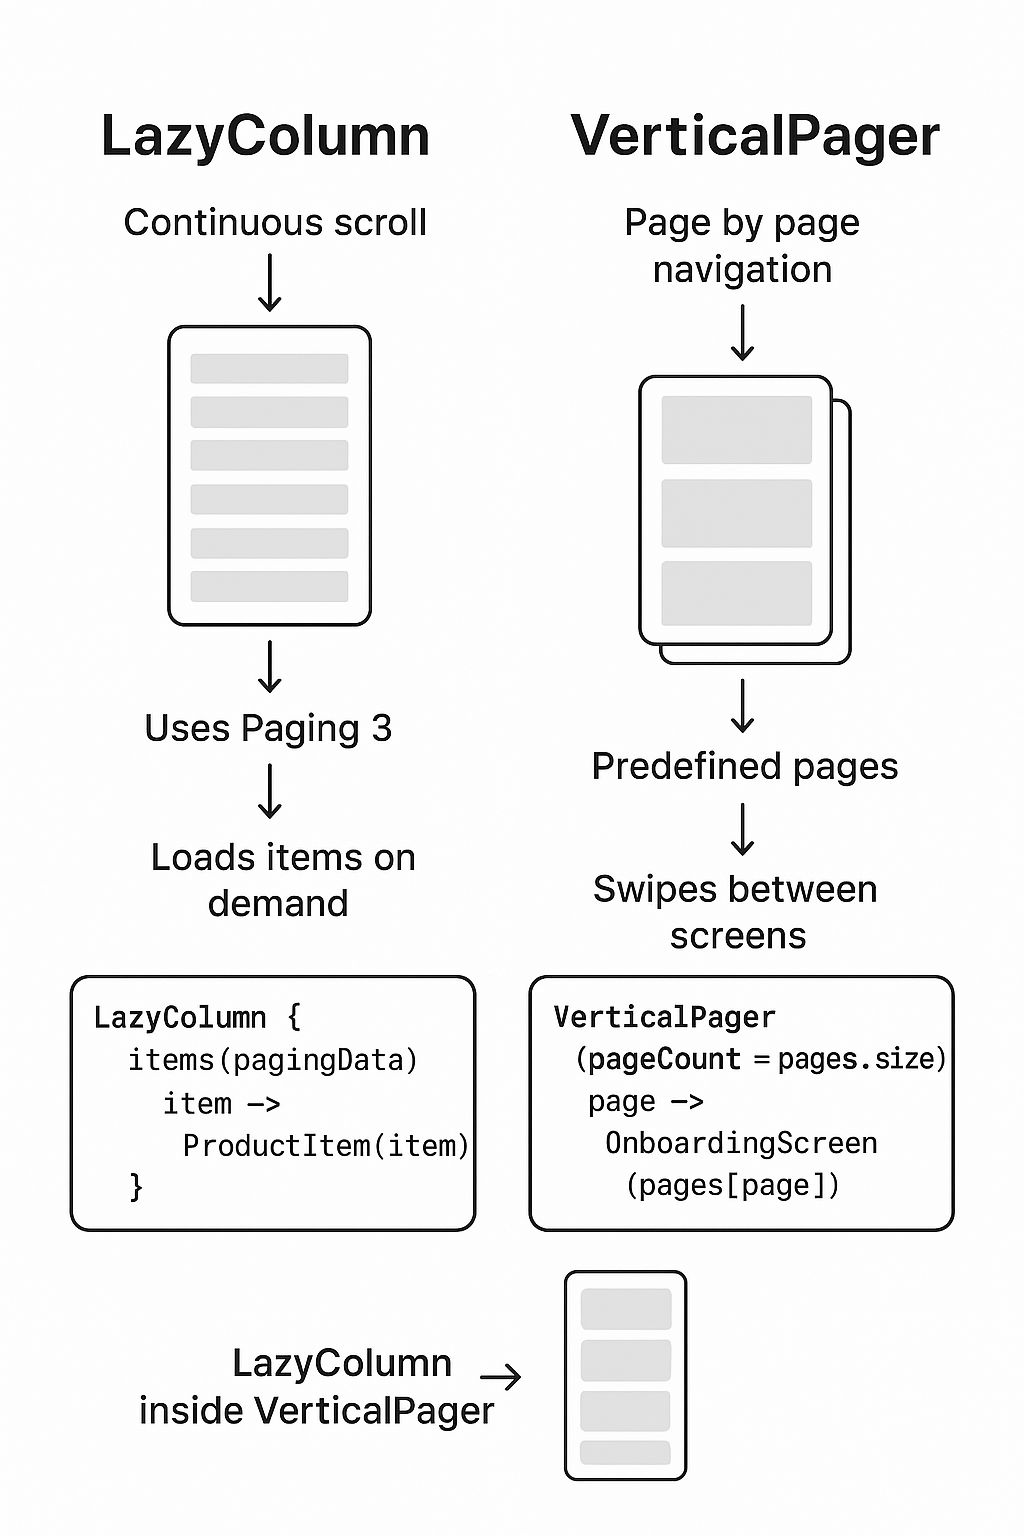 LazyColumn
Continuous scroll
Uses Paging 3
Loads items on
demand
LazyColumn {
items(pagingData)
item —>
ProductItem(item)
}
VerticalPager
Page by page
navigation
Predefined pages
Swipes between
screens
VerticalPager
(pageCount = pages.size)
page —>
OnboardingScreen
(pages[page])
LazyColumn
inside VerticalPager